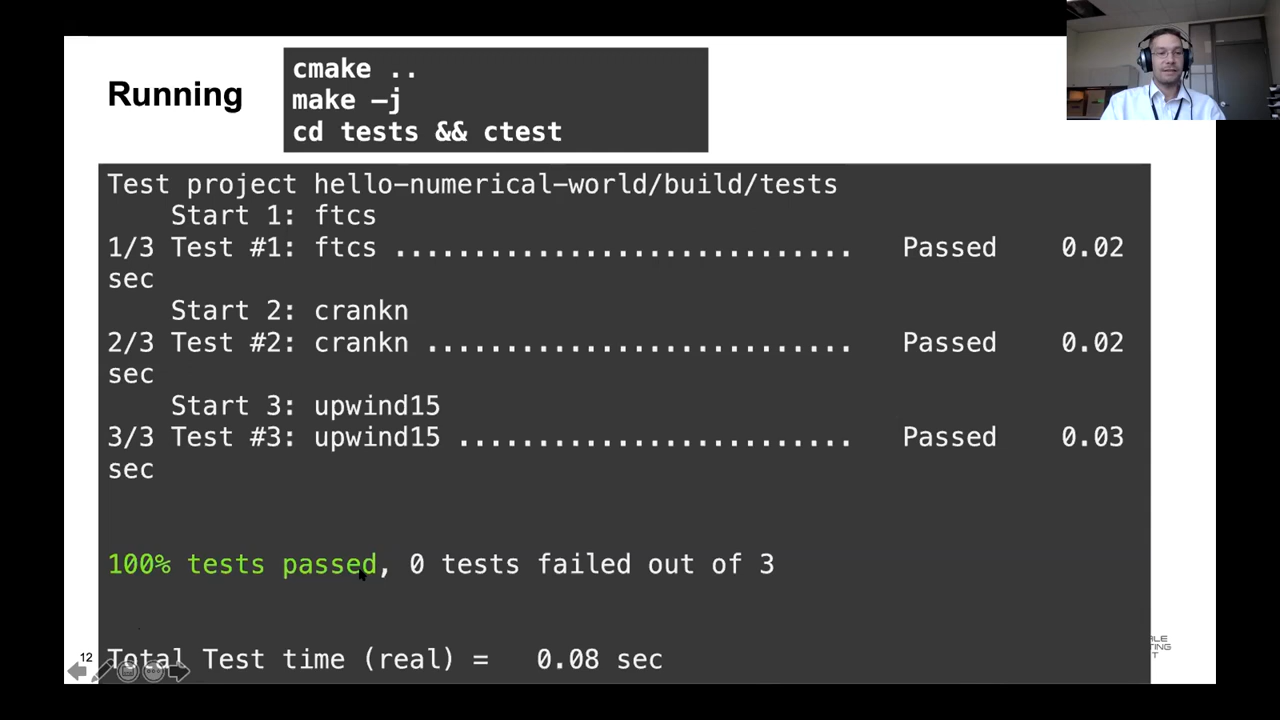 Running
cmake ..
make –j
cd tests && ctest
Test project hello-numerical-world/build/tests
    Start 1: ftcs
1/3 Test #1: ftcs .............................   Passed    0.02
sec
    Start 2: crankn
2/3 Test #2: crankn ...........................   Passed    0.02
sec
    Start 3: upwind15
3/3 Test #3: upwind15 .........................   Passed    0.03
sec
100% tests passed, 0 tests failed out of 3
12
Total Test time (real) =   0.08 sec